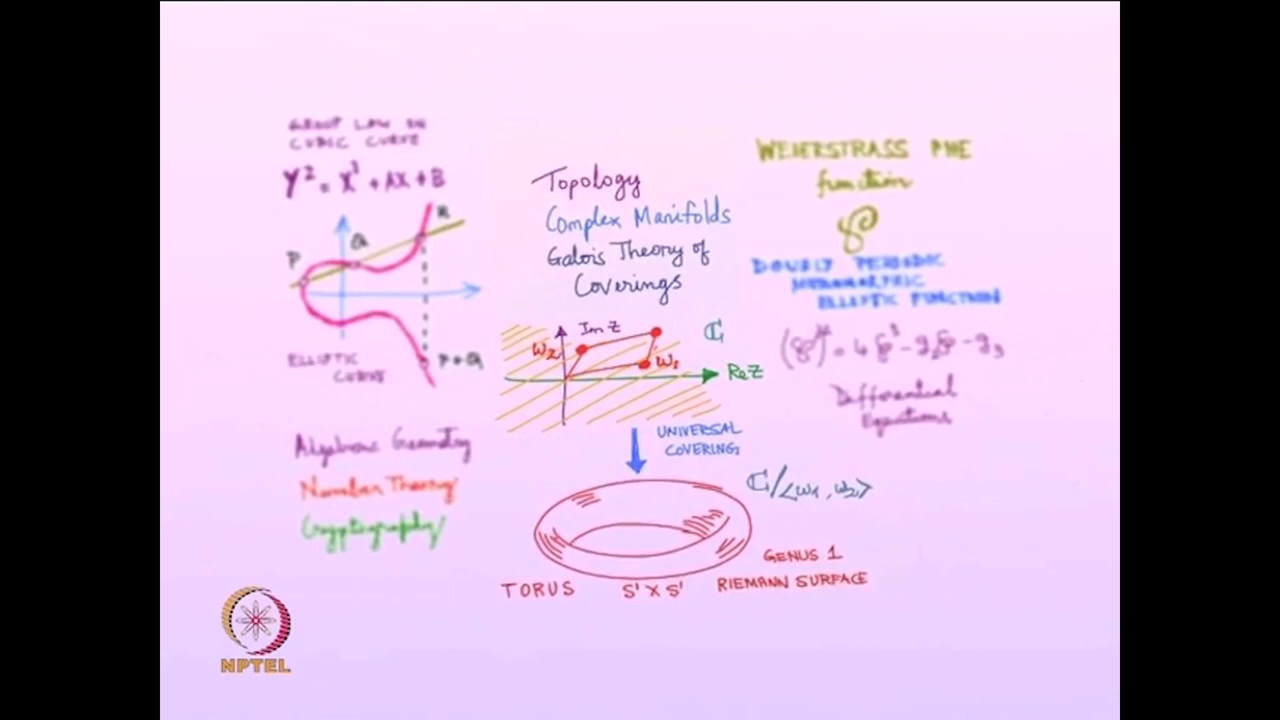 GROUP LAW ON
CUBIC CURVE
Y² = X³ + AX + B
R
Q
P
ELLIPTIC
CURVE
P+Q
Algebraic Geometry
Number Theory
Cryptography
Topology
Complex Manifolds
Galois Theory of
Coverings
Im Z
ℂ
ω₂
ω₁
Re Z
UNIVERSAL
COVERINGS
ℂ/<ω₁, ω₂>
GENUS 1
TORUS S¹ X S¹ RIEMANN SURFACE
WEIERSTRASS PHE
function
℘
DOUBLY PERIODIC
MEROMORPHIC
ELLIPTIC FUNCTION
(℘')² = 4℘³ - g₂℘ - g₃
Differential
Equations
NPTEL